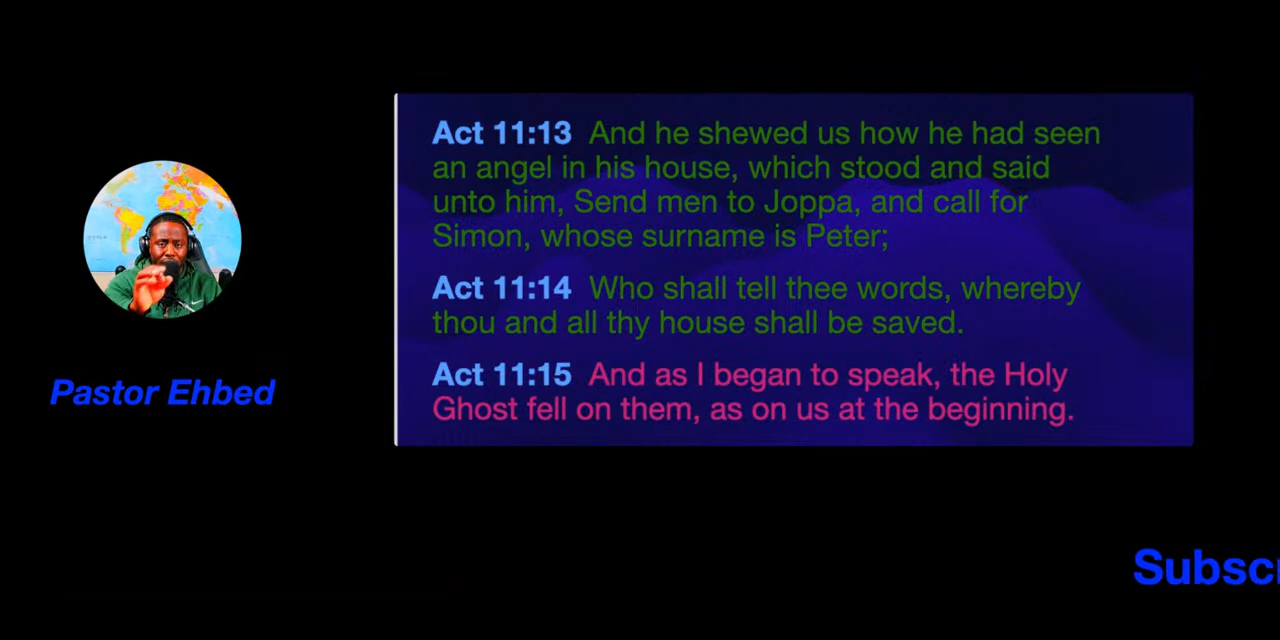 Act 11:13 And he shewed us how he had seen
an angel in his house, which stood and said
unto him, Send men to Joppa, and call for
Simon, whose surname is Peter;
Act 11:14 Who shall tell thee words, whereby
thou and all thy house shall be saved.
Act 11:15 And as I began to speak, the Holy
Ghost fell on them, as on us at the beginning.
Pastor Ehbed
Subscr